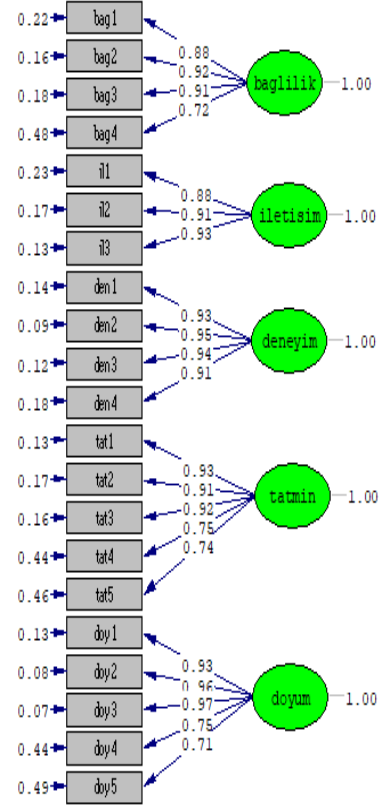 0.22 bag1
0.88
0.16 bag2
0.92
0.18 bag3
0.91
baglilik 1.00
0.72
0.48 bag4
0.23 il1
0.88
0.17 il2
0.91
iletisim 1.00
0.13 il3
0.93
0.14 den1
0.93
0.09 den2
0.95
deneyim 1.00
0.12 den3
0.94
0.91
0.18 den4
0.13 tat1
0.93
0.17 tat2
0.91
tatmin 1.00
0.16 tat3
0.92
0.75
0.44 tat4
0.74
0.46 tat5
0.13 doy1
0.93
0.08 doy2
0.96
doyum 1.00
0.07 doy3
0.97
0.75
0.44 doy4
0.71
0.49 doy5